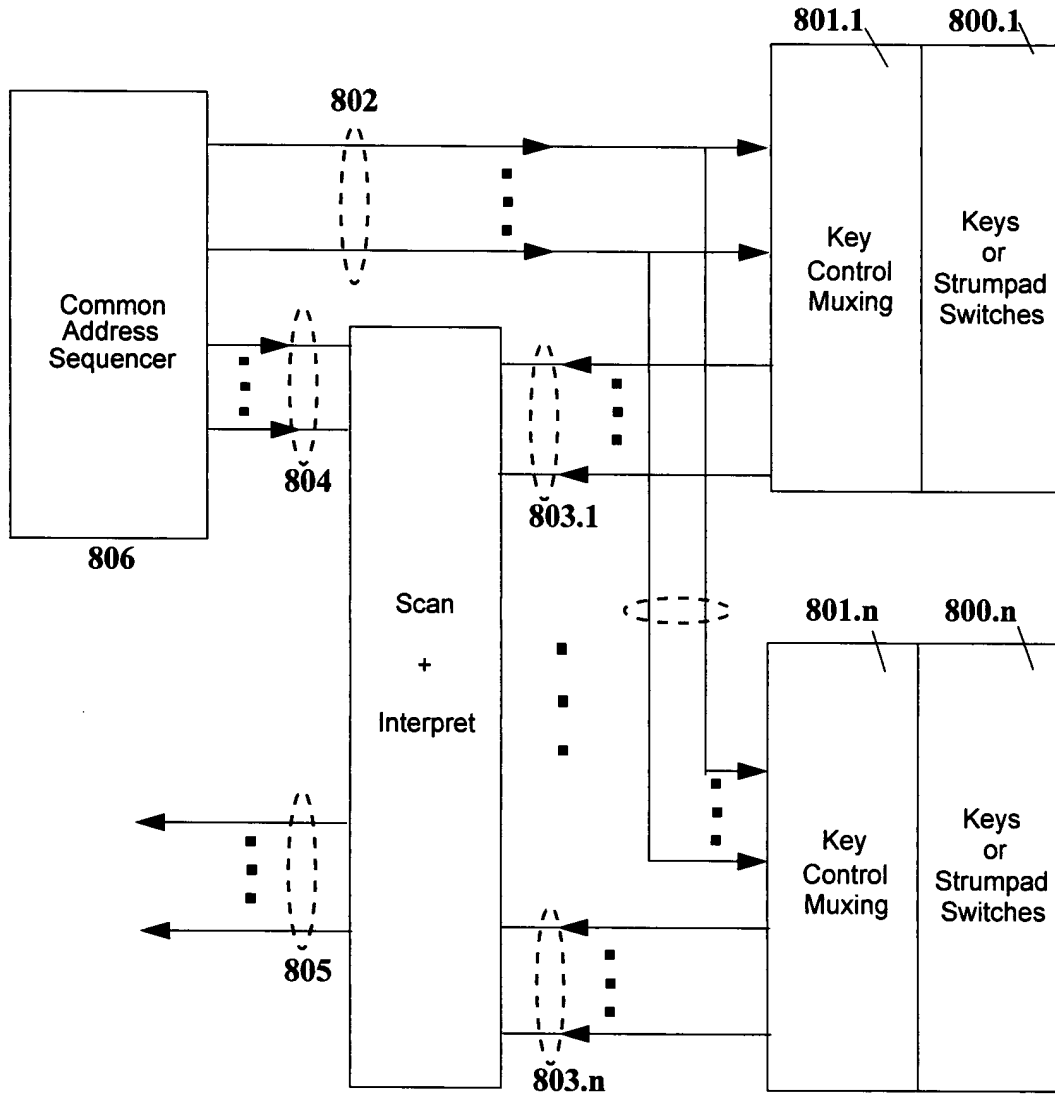 801.1
800.1
802
Common
Address
Sequencer
Key
Control
Muxing
Keys
or
Strumpad
Switches
804
803.1
806
Scan
+
Interpret
801.n
800.n
805
Key
Control
Muxing
Keys
or
Strumpad
Switches
803.n